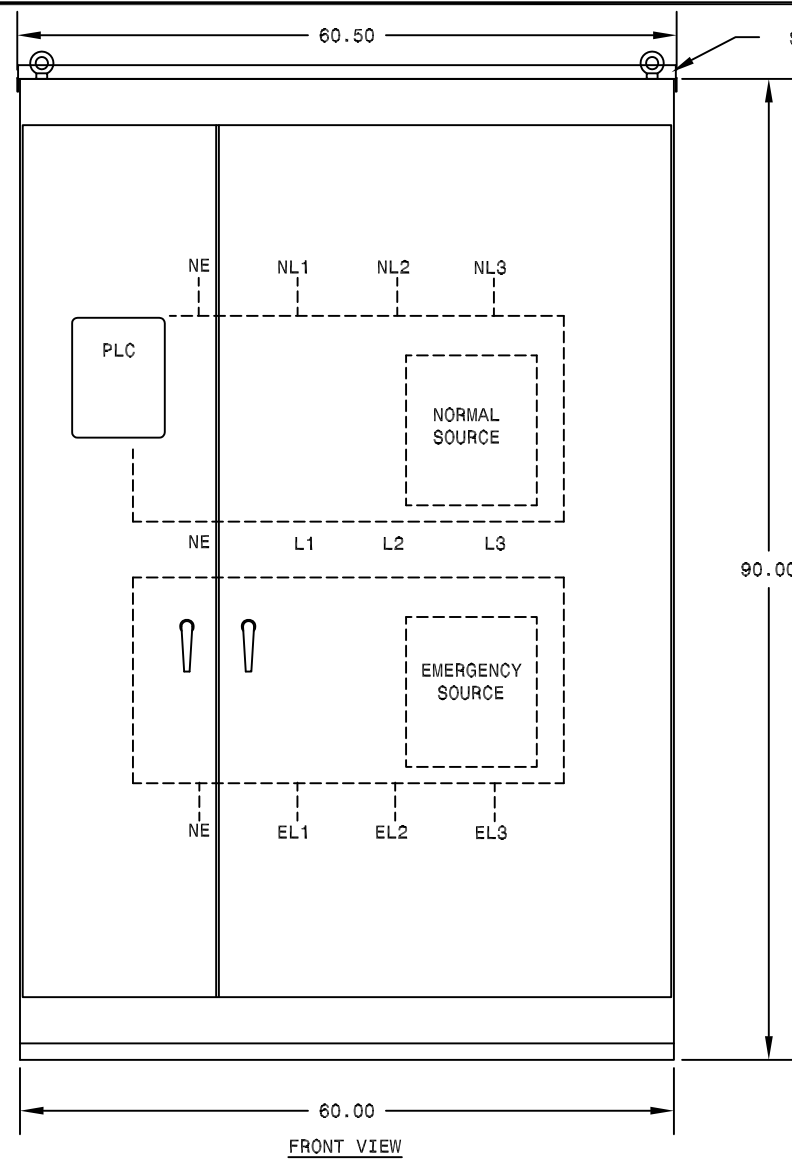 60.50
NE NL1 NL2 NL3
PLC
NORMAL
SOURCE
NE L1 L2 L3
90.00
EMERGENCY
SOURCE
NE EL1 EL2 EL3
60.00
FRONT VIEW